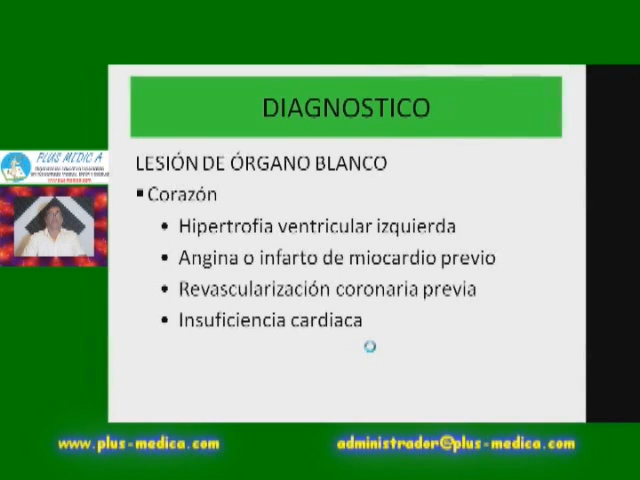 DIAGNOSTICO
LESIÓN DE ÓRGANO BLANCO
Corazón
Hipertrofia ventricular izquierda
Angina o infarto de miocardio previo
Revascularización coronaria previa
Insuficiencia cardiaca
PLUS MEDIC A
www.plus-medica.com
administrador@plus-medica.com